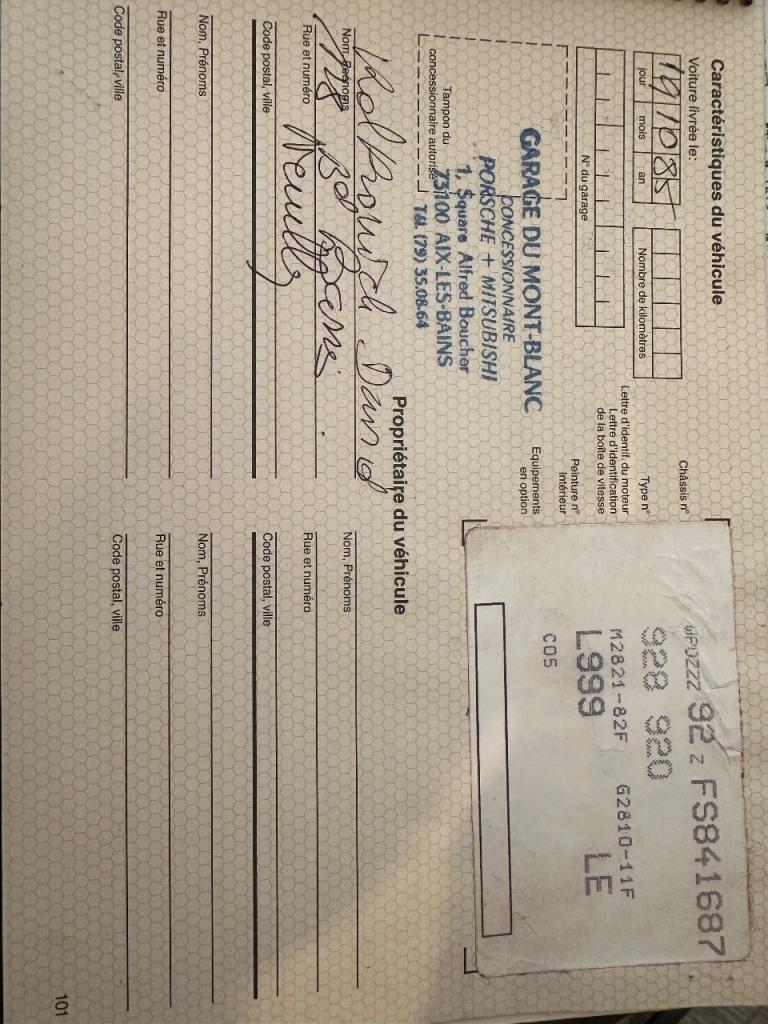 Caractéristiques du véhicule
Voiture livrée le:
19 10 85
jour mois an
Nombre de kilomètres
N° du garage
GARAGE DU MONT-BLANC
CONCESSIONNAIRE
PORSCHE + MITSUBISHI
1, Square Alfred Boucher
73100 AIX-LES-BAINS
Tél. (79) 35.08.64
Tampon du
concessionnaire autorisé
Châssis n°
Type n°
Lettre d'identif. du moteur
Lettre d'identification
de la boîte de vitesse
Peinture n°
Intérieur
Equipements
en option
WP0ZZZ 92 Z FS841687
928 920
M2821-82F G2810-11F
L999 LE
C05
Propriétaire du véhicule
David
Nom, Prénoms
Rue et numéro
Neuilly
Code postal, ville
Nom, Prénoms
Rue et numéro
Code postal, ville
Nom, Prénoms
Rue et numéro
Code postal, ville
Nom, Prénoms
Rue et numéro
Code postal, ville
101